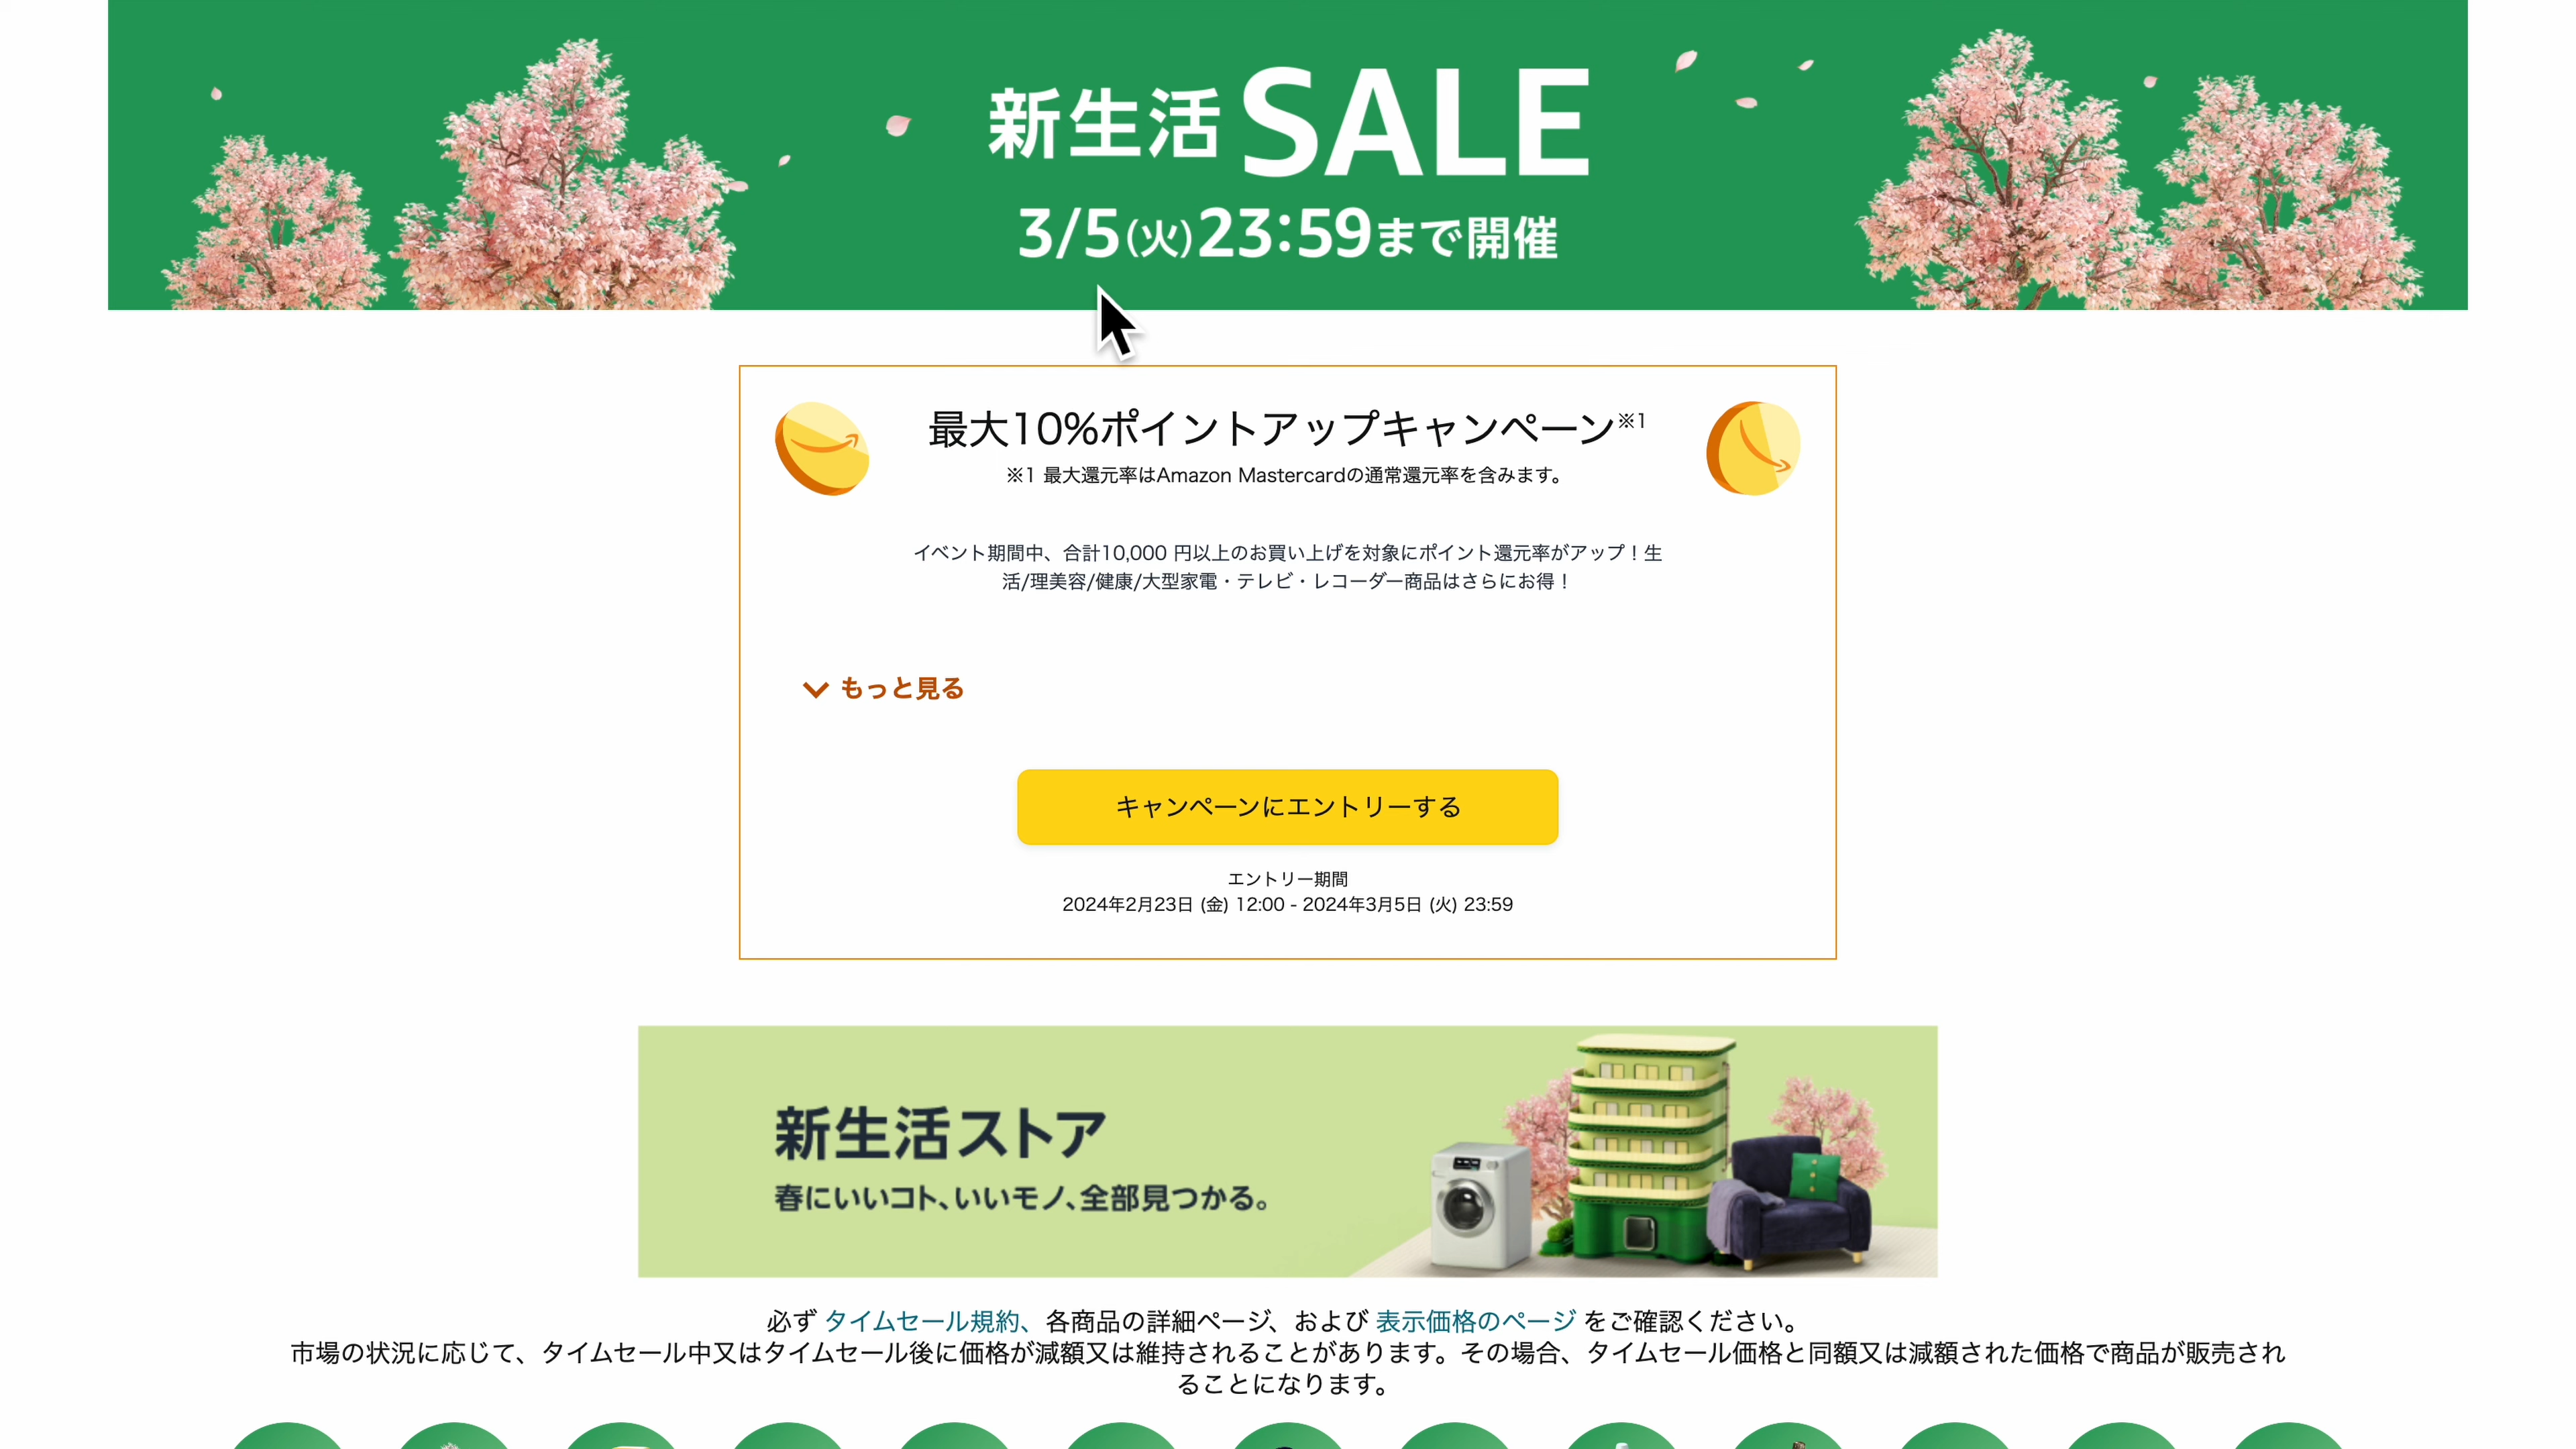 新生活SALE
3/5(火)23:59まで開催
最大10%ポイントアップキャンペーン※1
※1 最大還元率はAmazon Mastercardの通常還元率を含みます。
イベント期間中、合計10,000 円以上のお買い上げを対象にポイント還元率がアップ！生
活/理美容/健康/大型家電・テレビ・レコーダー商品はさらにお得！
もっと見る
キャンペーンにエントリーする
エントリー期間
2024年2月23日 (金) 12:00 - 2024年3月5日 (火) 23:59
新生活ストア
春にいいコト、いいモノ、全部見つかる。
必ず タイムセール規約、各商品の詳細ページ、および 表示価格のページ をご確認ください。
市場の状況に応じて、タイムセール中又はタイムセール後に価格が減額又は維持されることがあります。その場合、タイムセール価格と同額又は減額された価格で商品が販売され
ることになります。